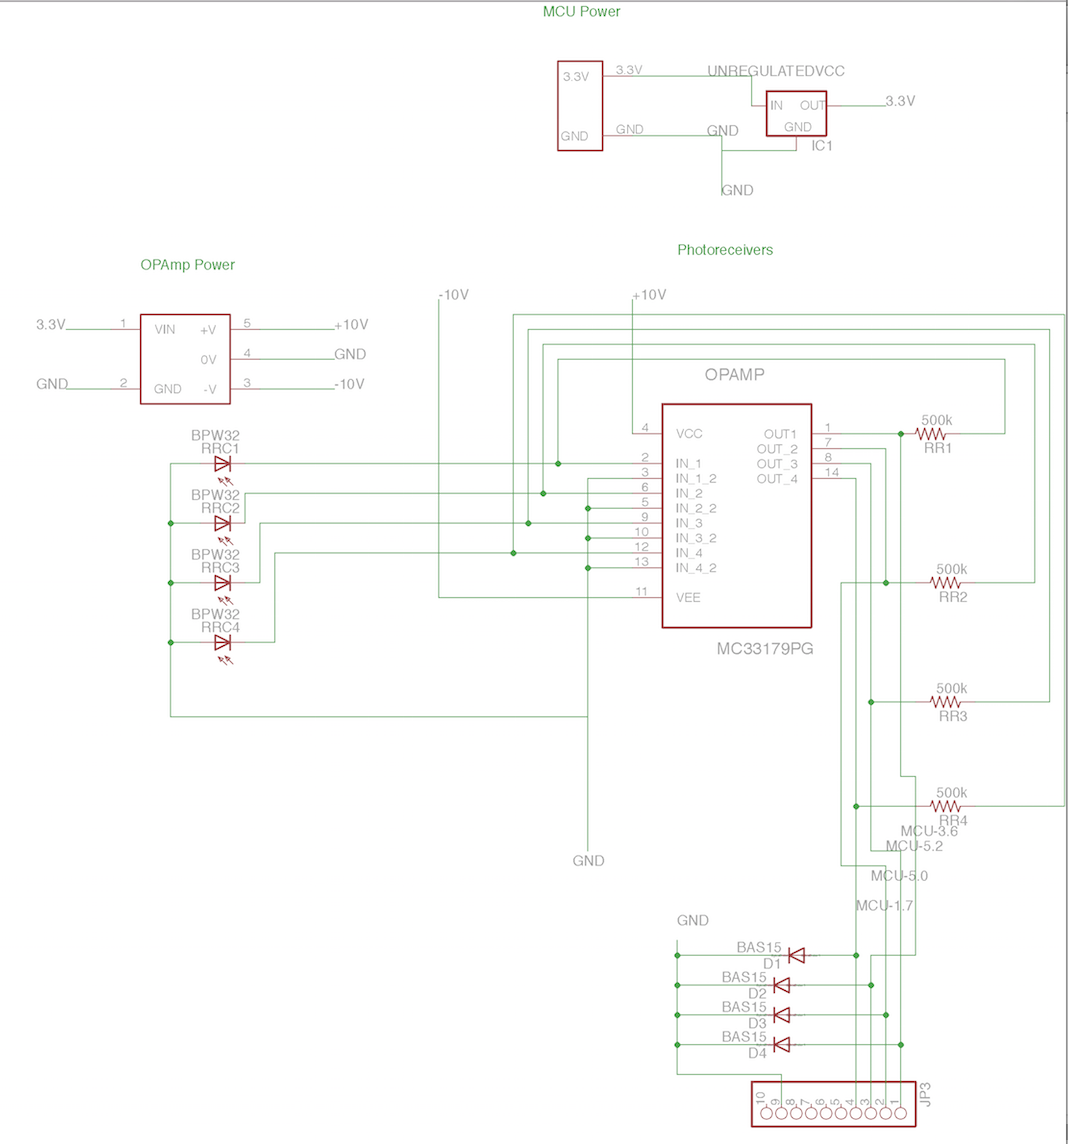 MCU Power
3.3V
3.3V
UNREGULATEDVCC
IN
OUT
3.3V
GND
GND
GND
GND
IC1
GND
Photoreceivers
OPAmp Power
3.3V
1
VIN
+V
5
+10V
0V
4
GND
GND
2
GND
-V
3
-10V
-10V
+10V
OPAMP
BPW32
RRC1
BPW32
RRC2
BPW32
RRC3
BPW32
RRC4
4
VCC
2
IN_1
3
IN_1_2
6
IN_2
5
IN_2_2
9
IN_3
10
IN_3_2
12
IN_4
13
IN_4_2
11
VEE
OUT1
1
OUT_2
7
OUT_3
8
OUT_4
14
MC33179PG
500k
RR1
500k
RR2
500k
RR3
500k
RR4
MCU-3.6
MCU-5.2
MCU-5.0
MCU-1.7
GND
GND
BAS15
D1
BAS15
D2
BAS15
D3
BAS15
D4
10
9
8
7
6
5
4
3
2
1
JP3